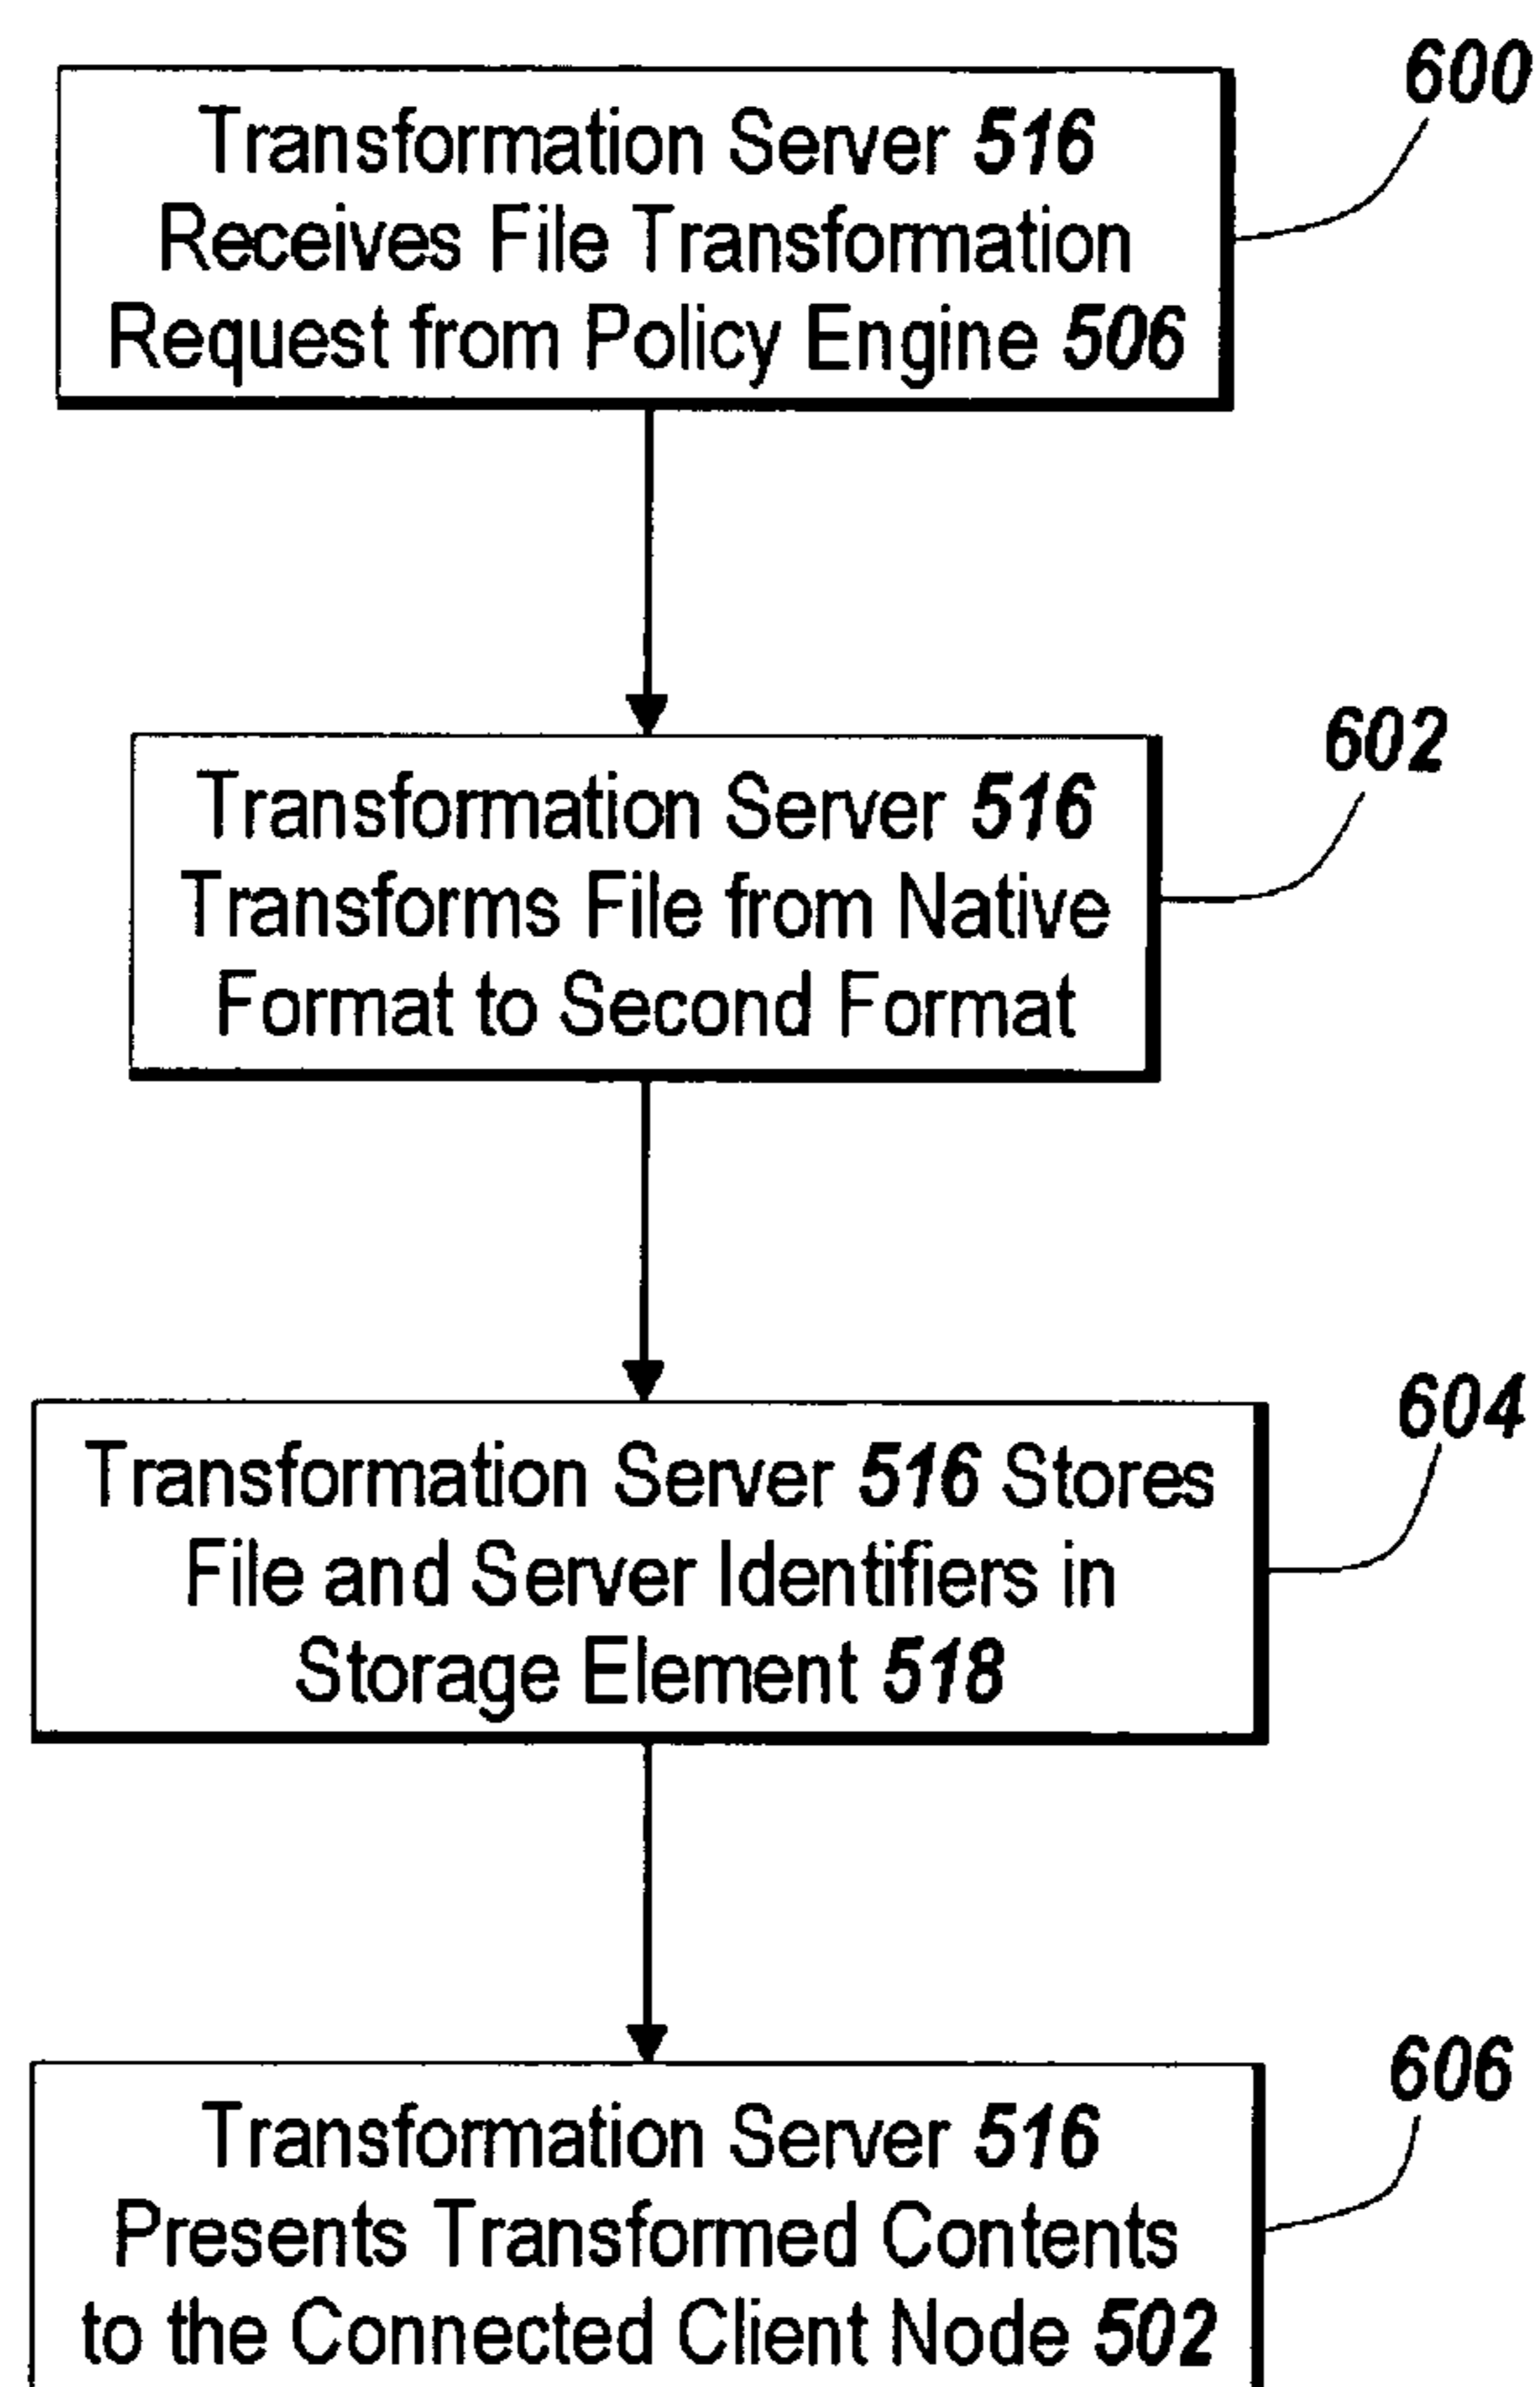 600
Transformation Server 516
Receives File Transformation
Request from Policy Engine 506
602
Transformation Server 516
Transforms File from Native
Format to Second Format
604
Transformation Server 516 Stores
File and Server Identifiers in
Storage Element 518
606
Transformation Server 516
Presents Transformed Contents
to the Connected Client Node 502